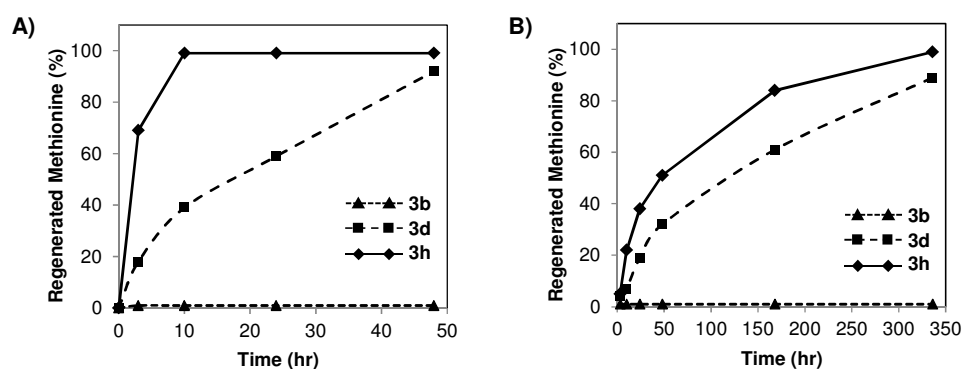 A)
Regenerated Methionine (%)
100
80
60
40
20
0
3b
3d
3h
0 10 20 30 40 50
Time (hr)
B)
Regenerated Methionine (%)
100
80
60
40
20
0
3b
3d
3h
0 50 100 150 200 250 300 350
Time (hr)